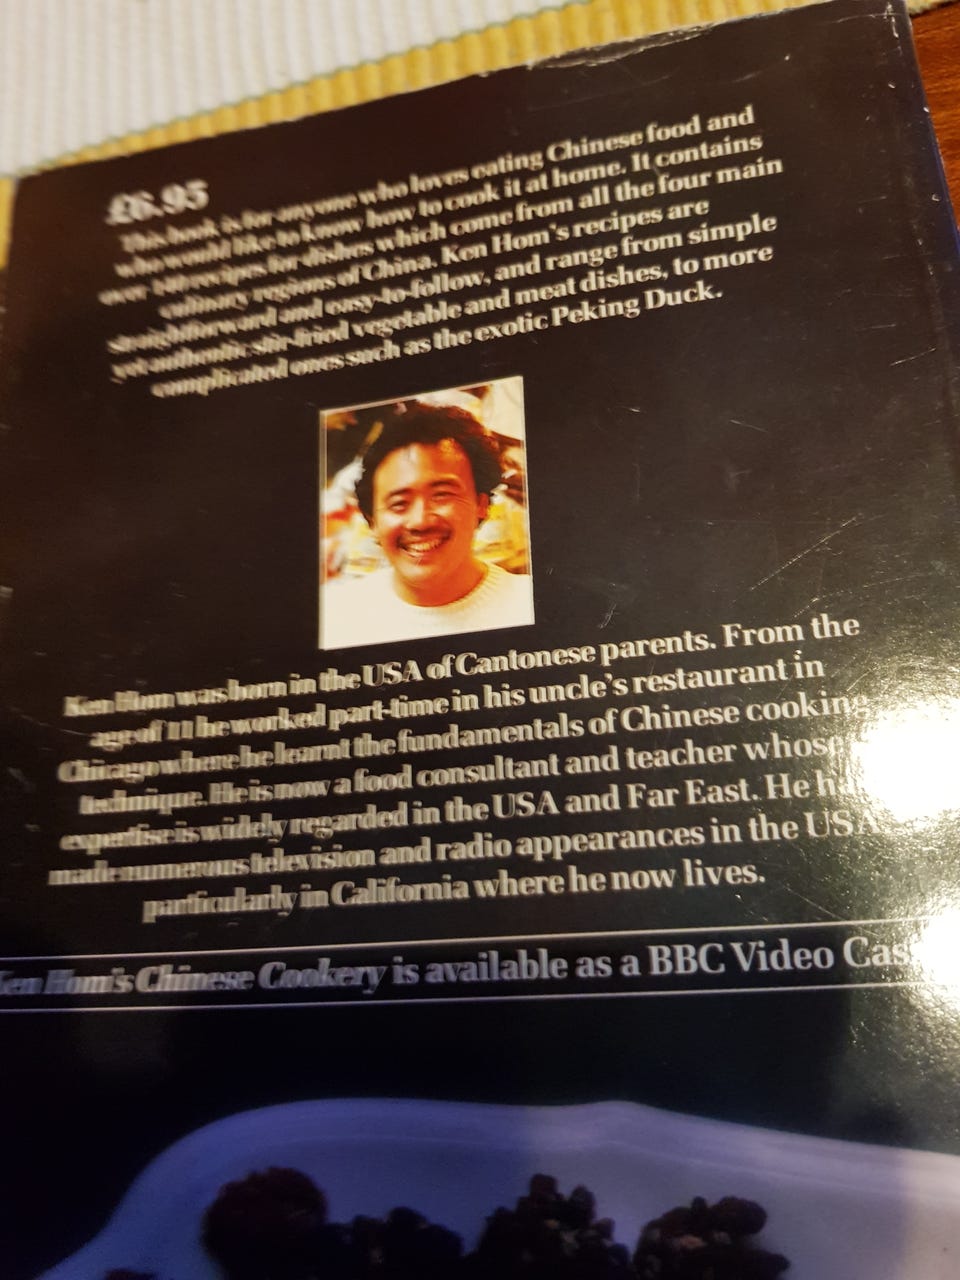 £6.95
This book is for anyone who loves eating Chinese food and
who would like to know how to cook it at home. It contains
over 140 recipes for dishes which come from all the four main
culinary regions of China. Ken Hom's recipes are
straightforward and easy-to-follow, and range from simple
yet authentic stir-fried vegetable and meat dishes, to more
complicated ones such as the exotic Peking Duck.
Ken Hom was born in the USA of Cantonese parents. From the
age of 11 he worked part-time in his uncle's restaurant in
Chicago where he learnt the fundamentals of Chinese cooking
technique. He is now a food consultant and teacher whose
expertise is widely regarded in the USA and Far East. He
made numerous television and radio appearances in the USA
particularly in California where he now lives.
Ken Hom's Chinese Cookery is available as a BBC Video